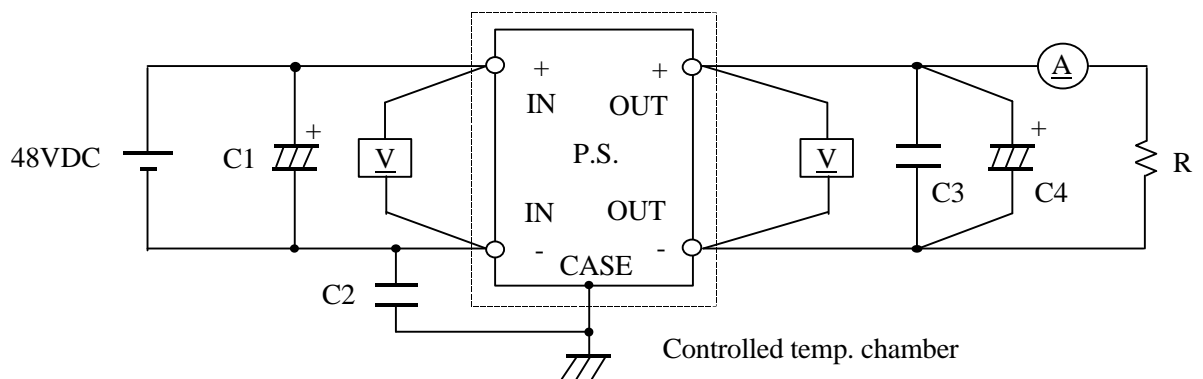 48VDC
C1
+
V
C2
+ +
IN OUT
P.S.
IN OUT
- -
CASE
V
C3
+
C4
A
R
Controlled temp. chamber